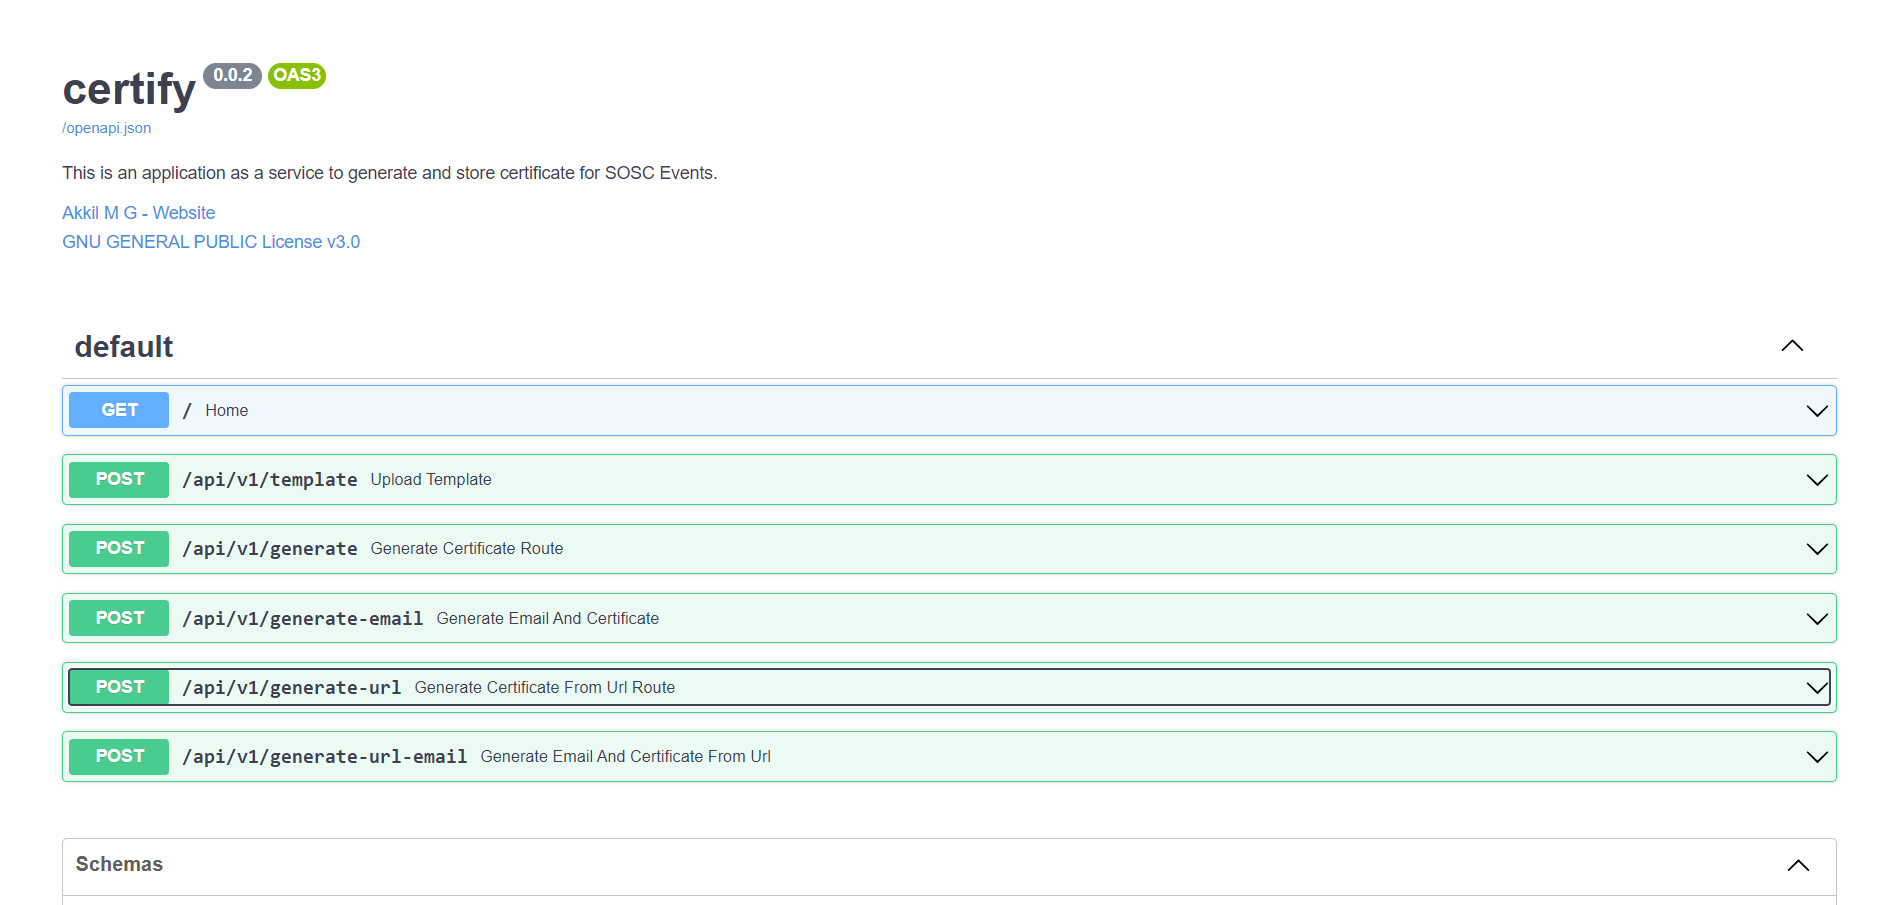 certify 0.0.2 OAS3
/openapi.json
This is an application as a service to generate and store certificate for SOSC Events.
Akkil M G - Website
GNU GENERAL PUBLIC License v3.0
default
GET / Home
POST /api/v1/template Upload Template
POST /api/v1/generate Generate Certificate Route
POST /api/v1/generate-email Generate Email And Certificate
POST /api/v1/generate-url Generate Certificate From Url Route
POST /api/v1/generate-url-email Generate Email And Certificate From Url
Schemas